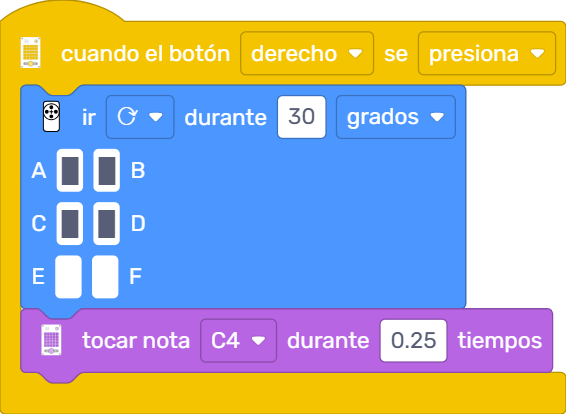 cuando el botón derecho se presiona
ir durante 30 grados
A B
C D
E F
tocar nota C4 durante 0.25 tiempos